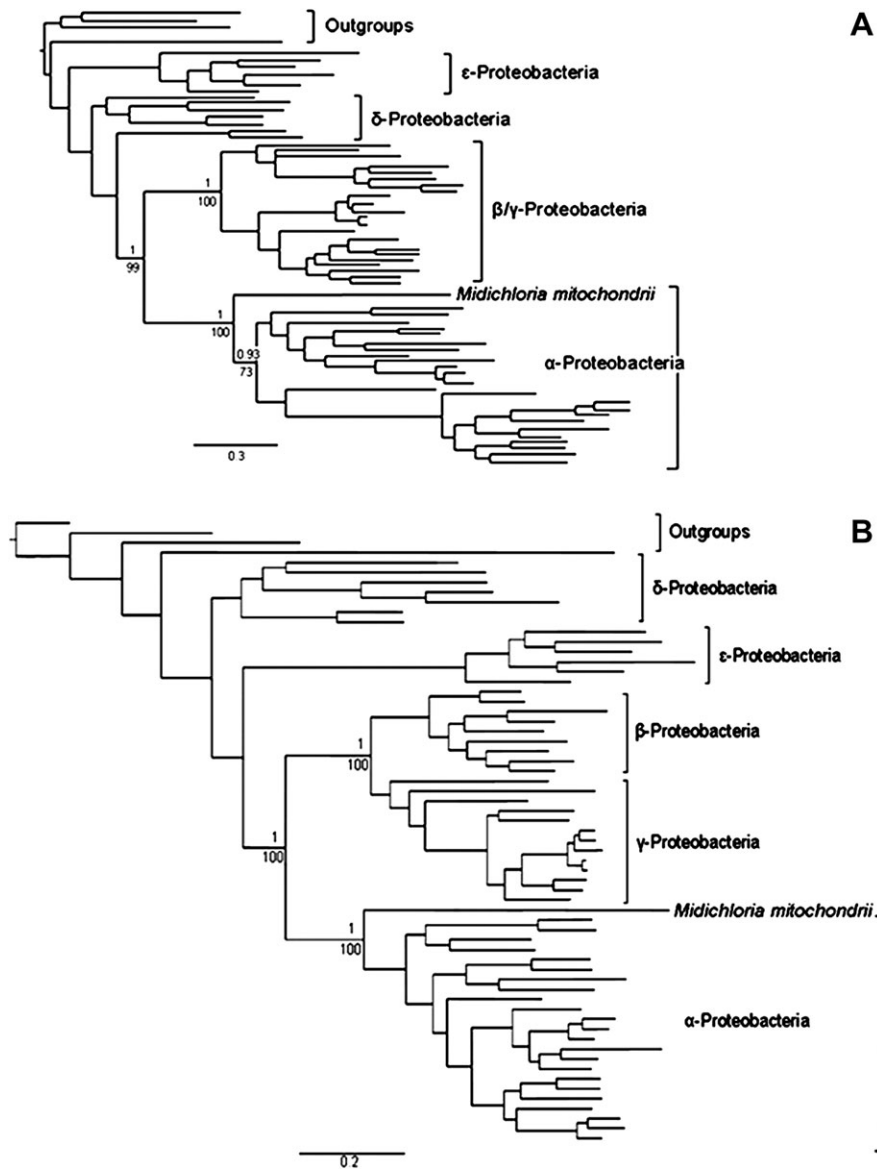 A
Outgroups
ε-Proteobacteria
δ-Proteobacteria
1
100
β/γ-Proteobacteria
1
99
Midichloria mitochondrii
1
100
0.93
73
α-Proteobacteria
0.3
B
Outgroups
δ-Proteobacteria
ε-Proteobacteria
β-Proteobacteria
1
100
γ-Proteobacteria
1
100
Midichloria mitochondrii.
1
100
α-Proteobacteria
0.2